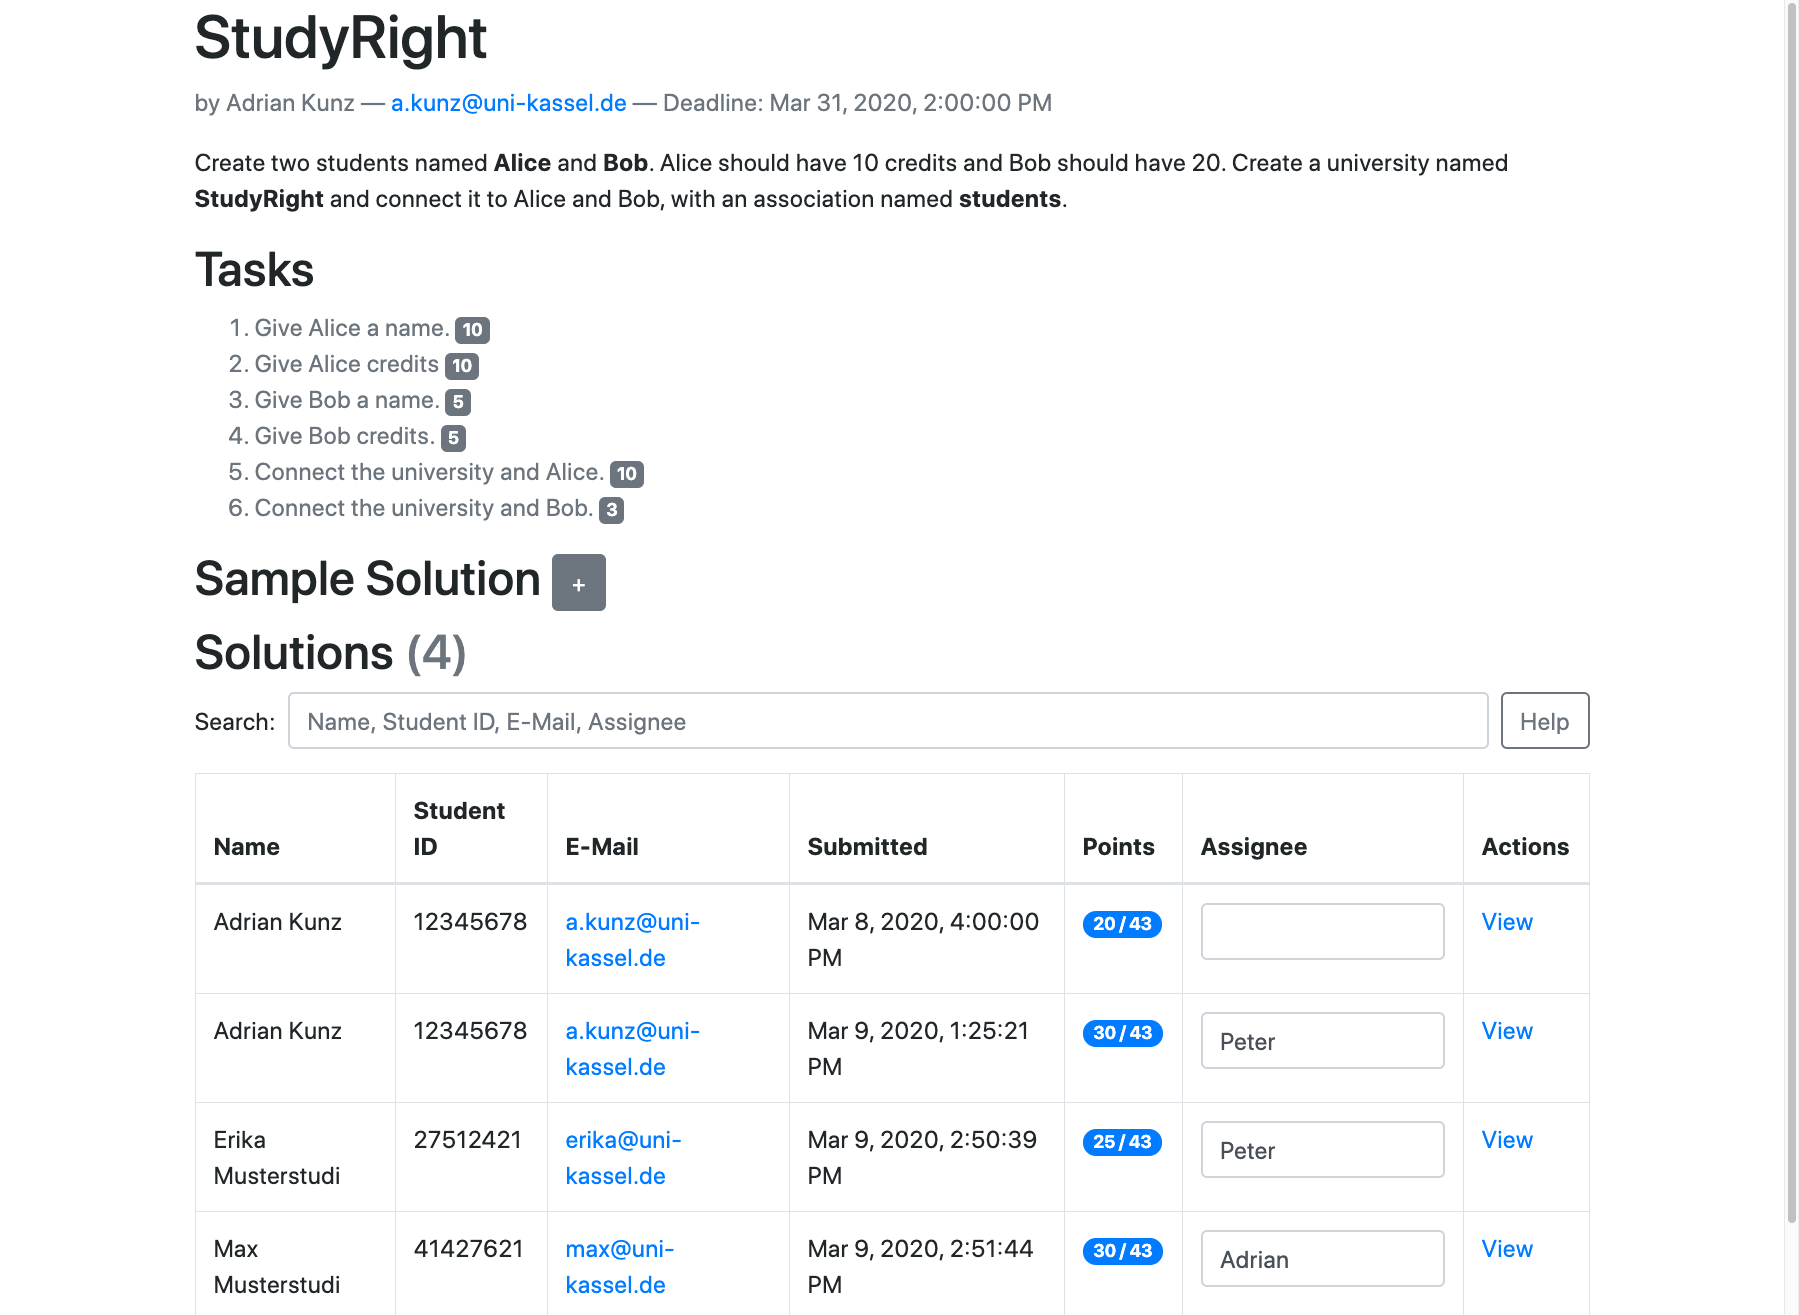 StudyRight
by Adrian Kunz — a.kunz@uni-kassel.de — Deadline: Mar 31, 2020, 2:00:00 PM
Create two students named Alice and Bob. Alice should have 10 credits and Bob should have 20. Create a university named
StudyRight and connect it to Alice and Bob, with an association named students.
Tasks
1. Give Alice a name. 10
2. Give Alice credits 10
3. Give Bob a name. 5
4. Give Bob credits. 5
5. Connect the university and Alice. 10
6. Connect the university and Bob. 3
Sample Solution +
Solutions (4)
Search: Name, Student ID, E-Mail, Assignee Help
Student
Name ID E-Mail Submitted Points Assignee Actions
Adrian Kunz 12345678 a.kunz@uni- Mar 8, 2020, 4:00:00 20 / 43 View
kassel.de PM
Adrian Kunz 12345678 a.kunz@uni- Mar 9, 2020, 1:25:21 30 / 43 Peter View
kassel.de PM
Erika 27512421 erika@uni- Mar 9, 2020, 2:50:39 25 / 43 Peter View
Musterstudi kassel.de PM
Max 41427621 max@uni- Mar 9, 2020, 2:51:44 30 / 43 Adrian View
Musterstudi kassel.de PM